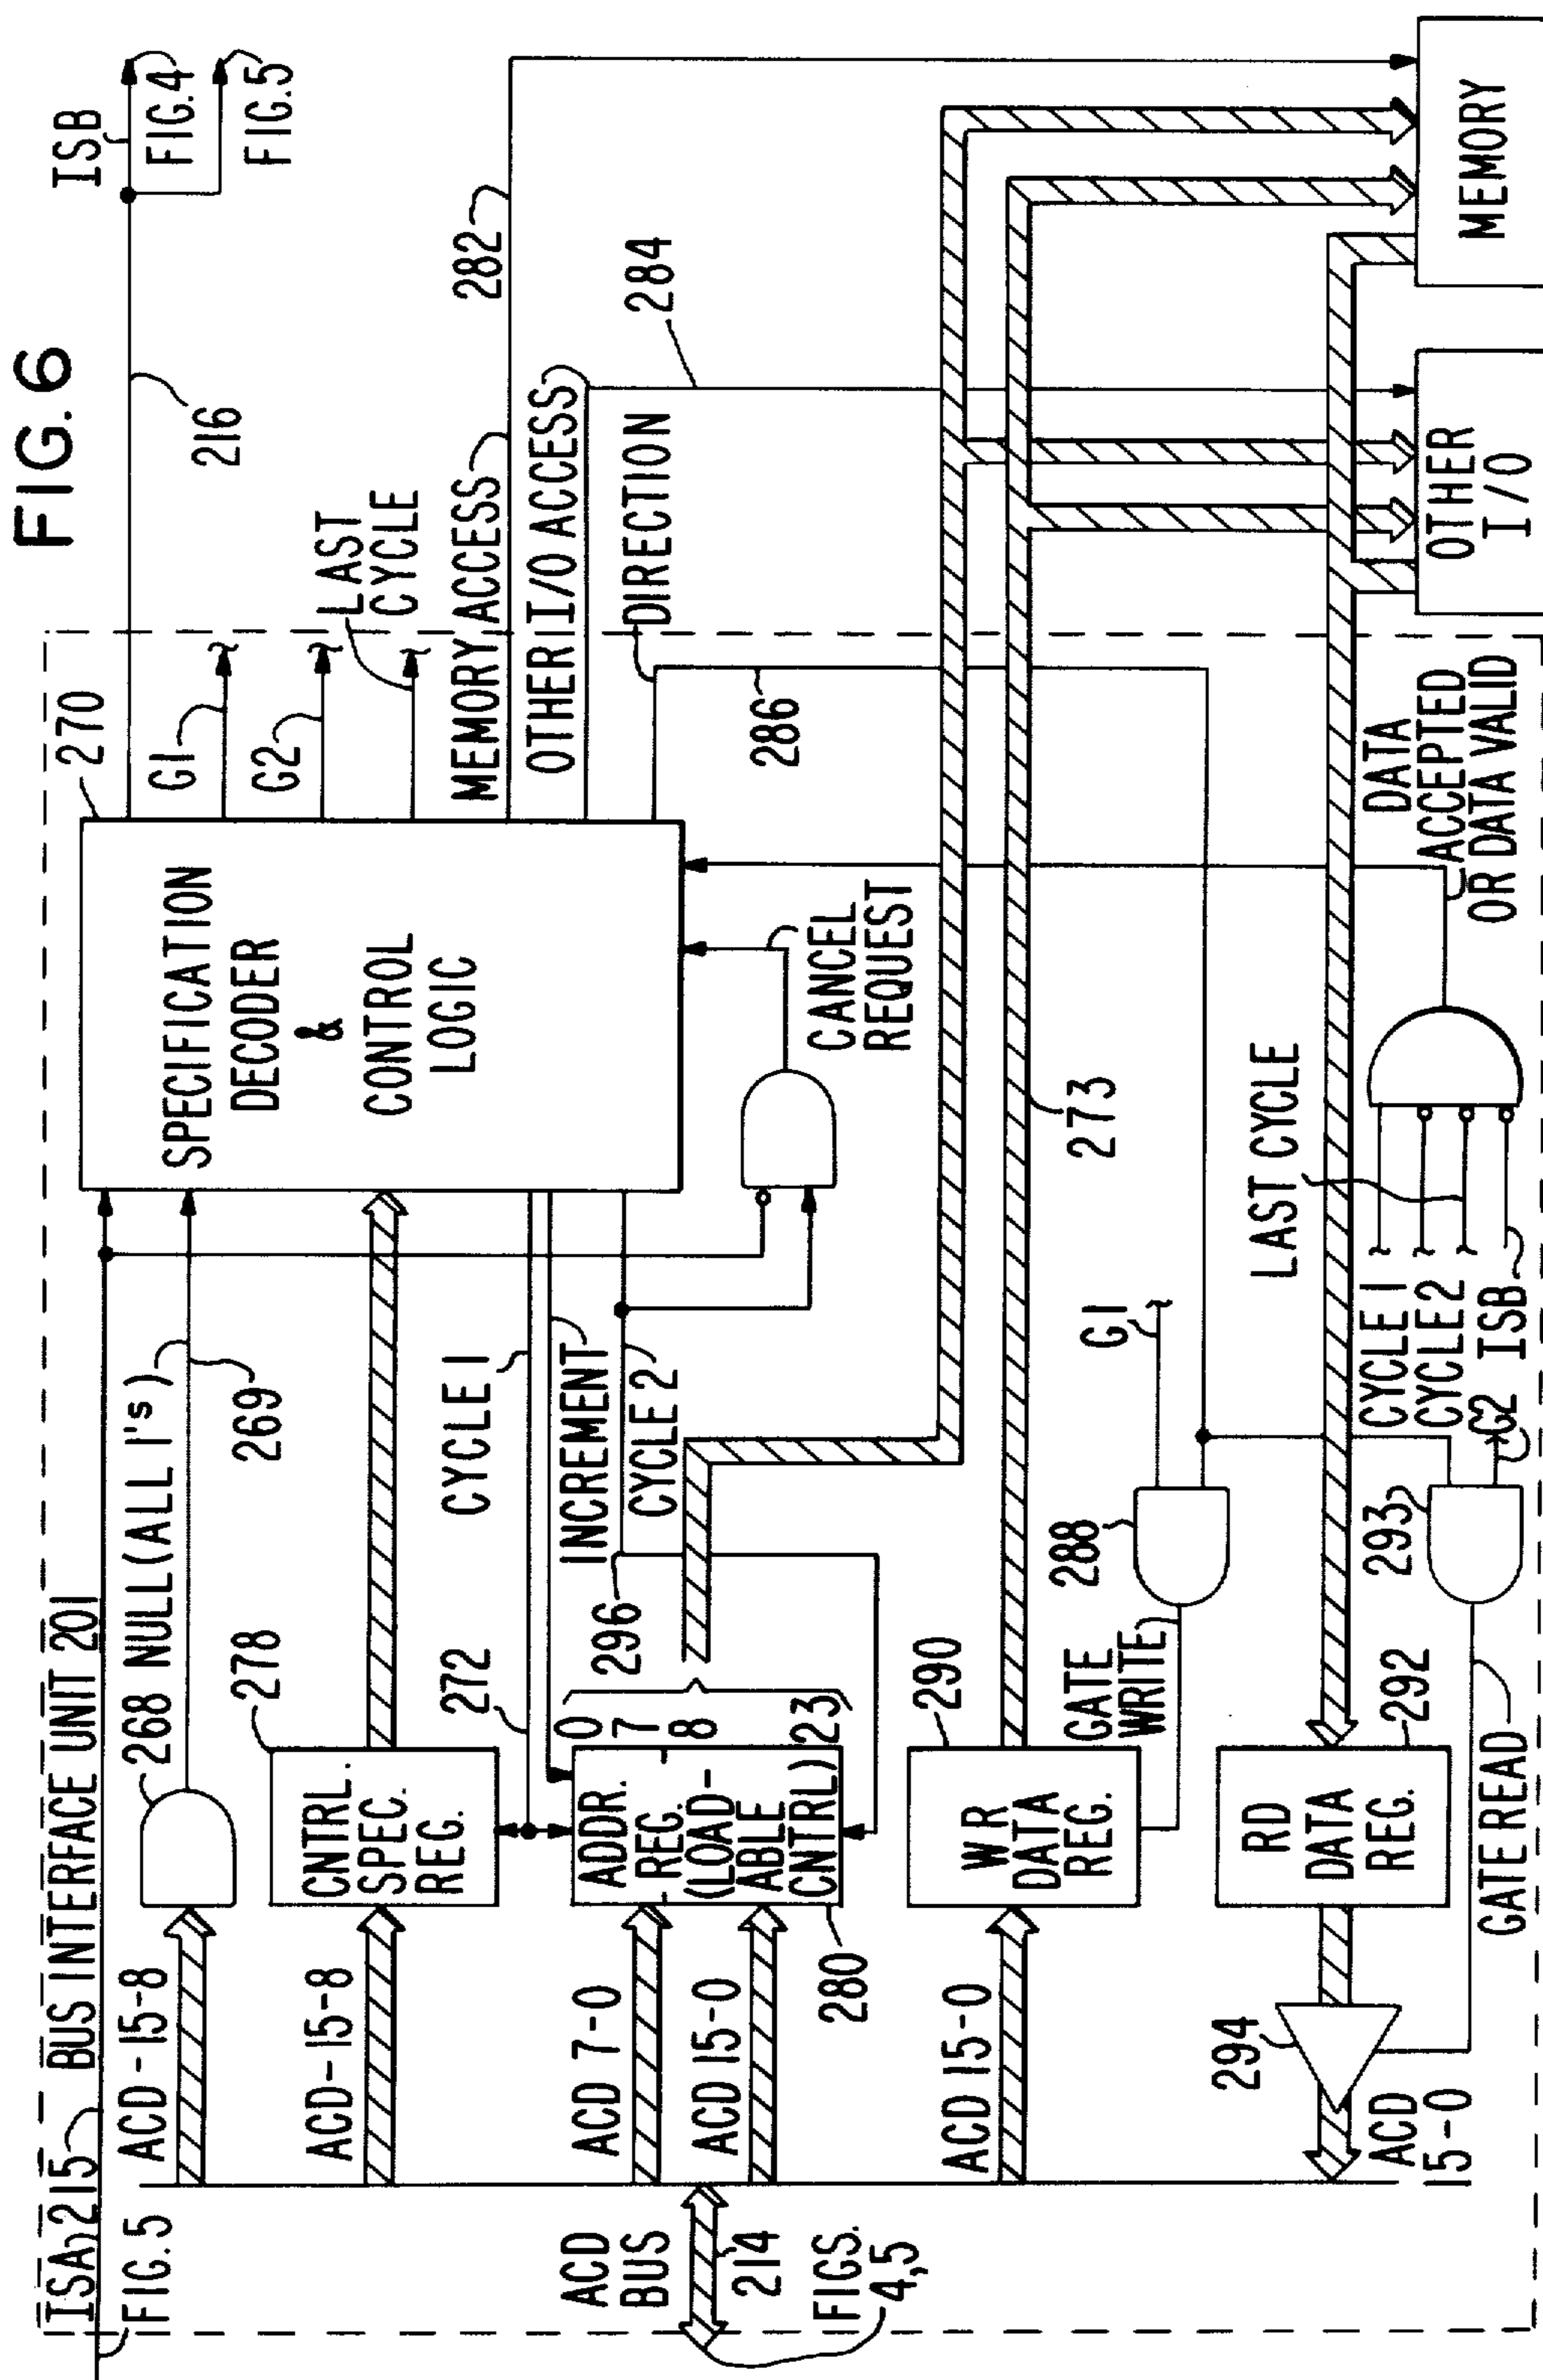 FIG. 6
ISB
FIG.4
FIG.5
216
270
G1
G2
LAST
CYCLE
MEMORY ACCESS
282
OTHER I/O ACCESS
284
DIRECTION
286
SPECIFICATION
DECODER
&
CONTROL
LOGIC
CANCEL
REQUEST
ISA
215
FIG.5
BUS INTERFACE UNIT 201
ACD-15-8
268
NULL(ALL 1's)
269
ACD-15-8
278
CNTRL.
SPEC.
REG.
CYCLE 1
272
INCREMENT
CYCLE 2
296
ACD 7-0
ACD 15-0
ADDR.
REG.
(LOAD-
ABLE
CNTRL)
0
7
8
23
280
ACD
BUS
214
FIGS.
4,5
ACD 15-0
290
WR
DATA
REG.
273
GATE
WRITE
288
G1
RD
DATA
REG.
292
294
ACD
15-0
GATE READ
293
G2
LAST CYCLE
CYCLE 1
CYCLE 2
ISB
DATA
ACCEPTED
OR DATA VALID
OTHER
I/O
MEMORY